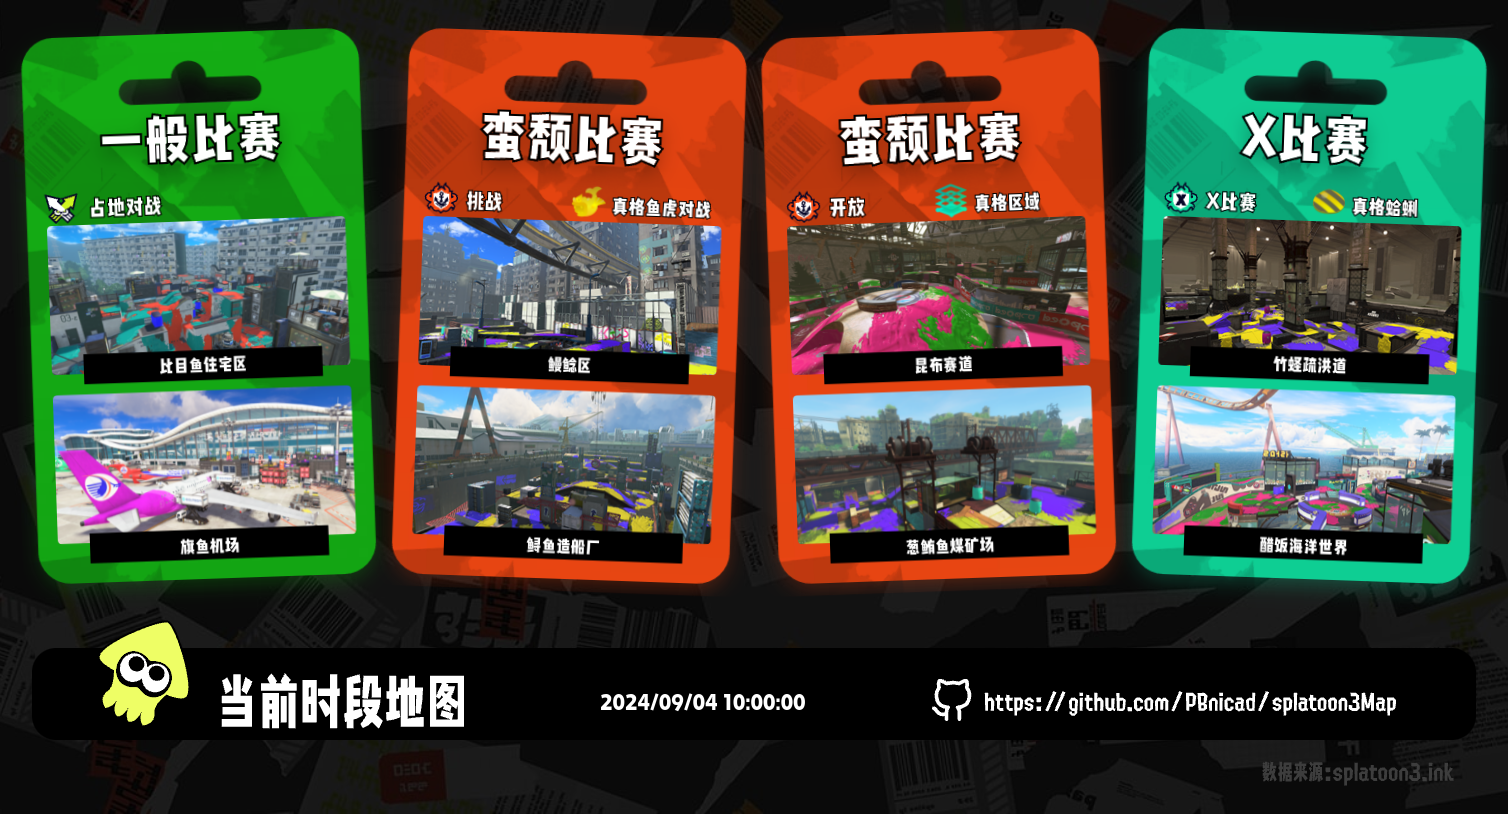 一般比赛
占地对战
比目鱼住宅区
旗鱼机场
蛮颓比赛
挑战
真格鱼虎对战
鳗鲶区
鲟鱼造船厂
蛮颓比赛
开放
真格区域
昆布赛道
葱鲔鱼煤矿场
X比赛
X比赛
真格蛤蜊
竹蛏疏洪道
醋饭海洋世界
当前时段地图
2024/09/04 10:00:00
https://github.com/PBnicad/splatoon3Map
数据来源:splatoon3.ink